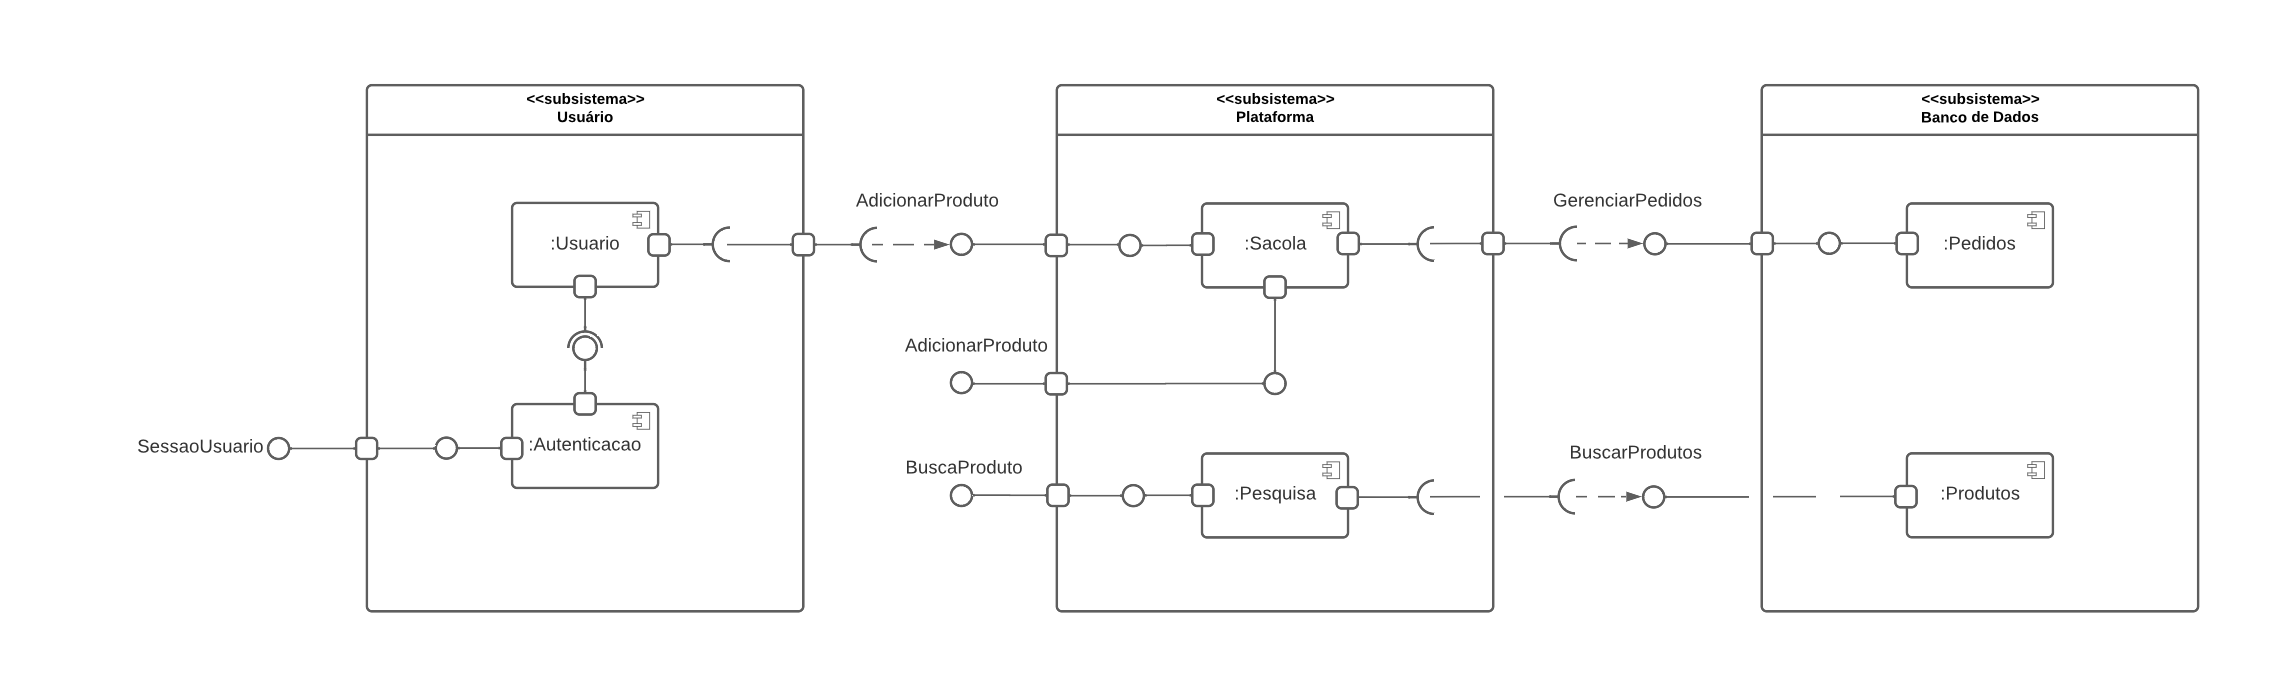 <<subsistema>>
Usuário
<<subsistema>>
Plataforma
<<subsistema>>
Banco de Dados
AdicionarProduto
GerenciarPedidos
:Usuario
:Sacola
:Pedidos
AdicionarProduto
SessaoUsuario
:Autenticacao
BuscaProduto
BuscarProdutos
:Pesquisa
:Produtos